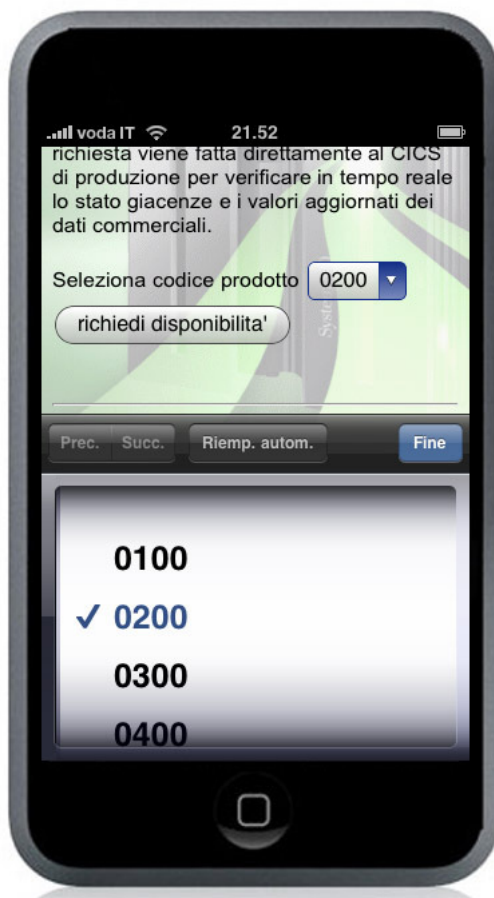 voda IT 21.52
richiesta viene fatta direttamente al CICS
di produzione per verificare in tempo reale
lo stato giacenze e i valori aggiornati dei
dati commerciali.
Seleziona codice prodotto 0200
richiedi disponibilita'
Prec. Succ. Riemp. autom. Fine
0100
✓ 0200
0300
0400